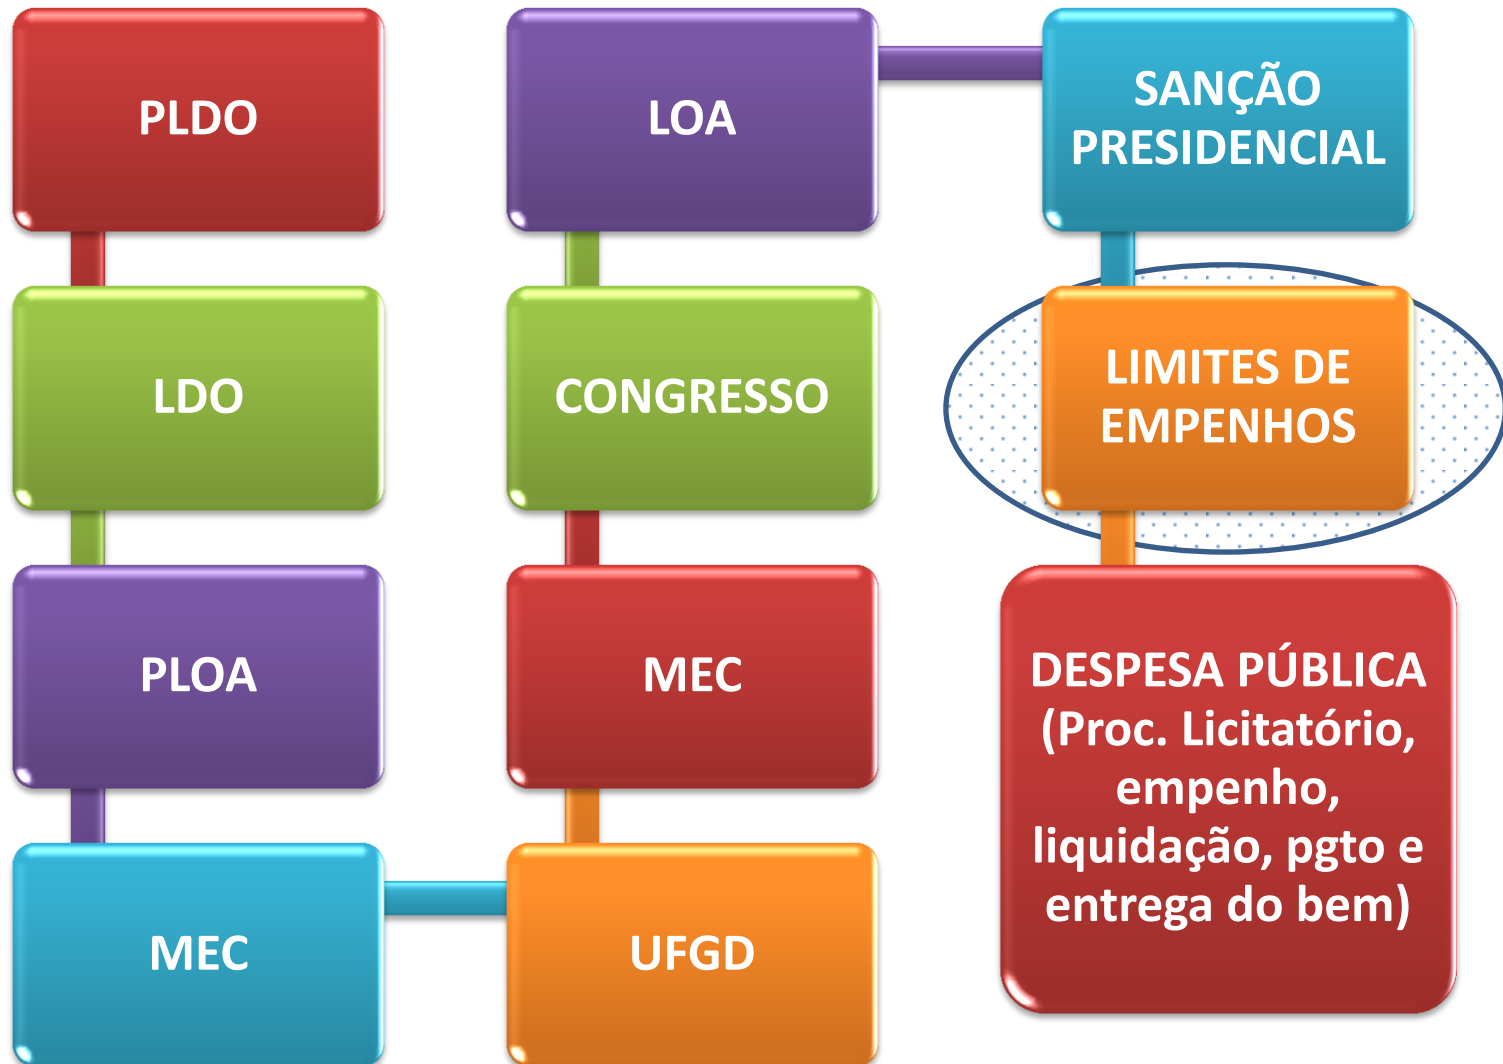 PLDO
LDO
PLOA
MEC
UFGD
MEC
CONGRESSO
LOA
SANÇÃO
PRESIDENCIAL
LIMITES DE
EMPENHOS
DESPESA PÚBLICA
(Proc. Licitatório,
empenho,
liquidação, pgto e
entrega do bem)